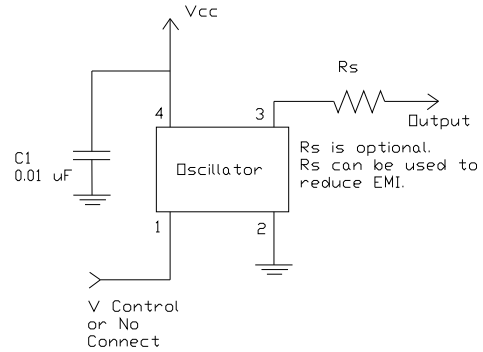 Vcc
Rs
4
3
Output
C1
0.01 uF
Oscillator
Rs is optional.
Rs can be used to
reduce EMI.
1
2
V Control
or No
Connect